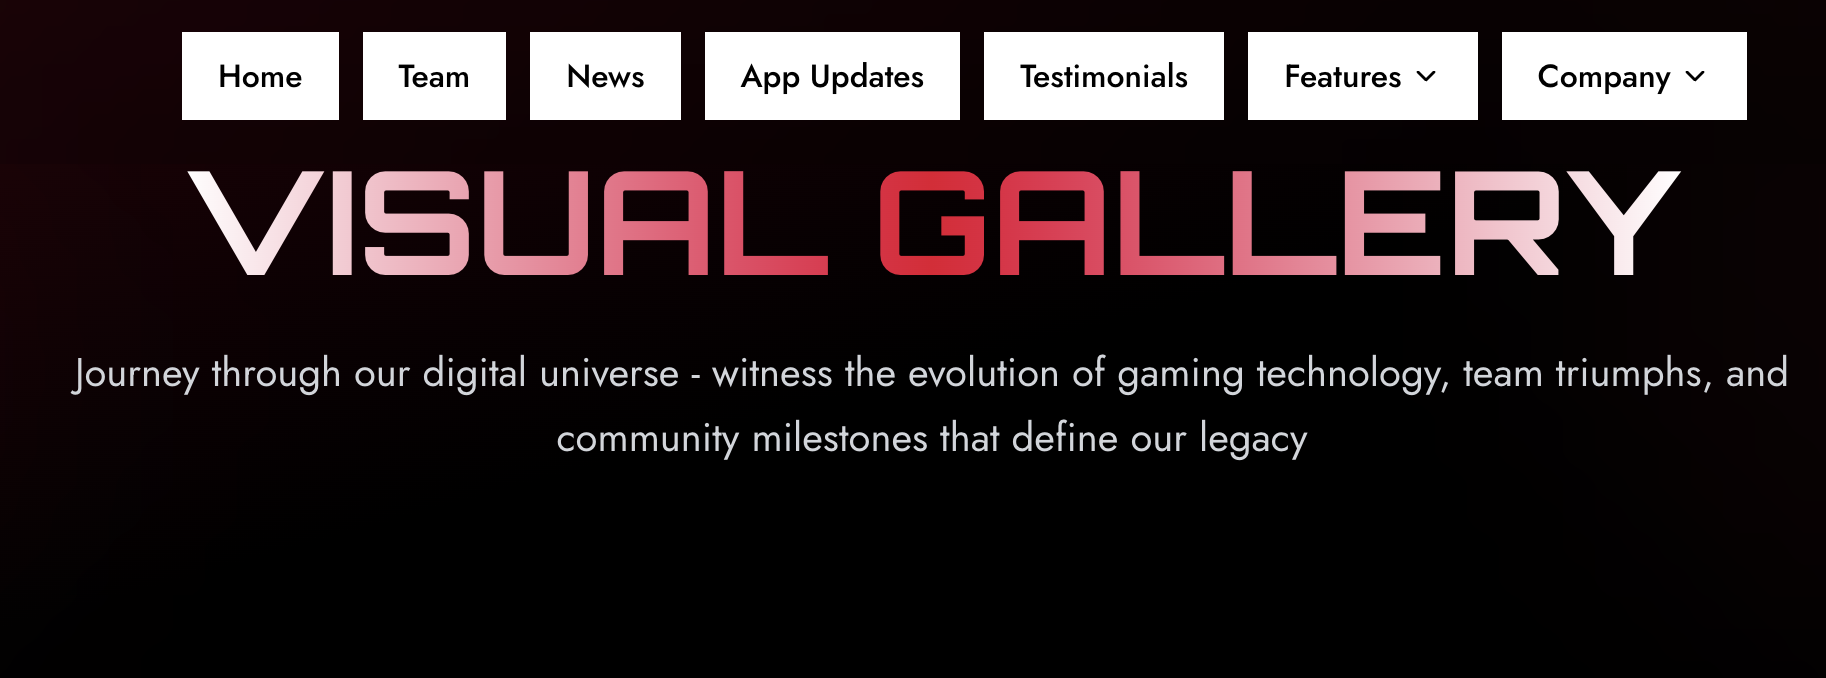 Home Team News App Updates Testimonials Features Company
VISUAL GALLERY
Journey through our digital universe - witness the evolution of gaming technology, team triumphs, and
community milestones that define our legacy